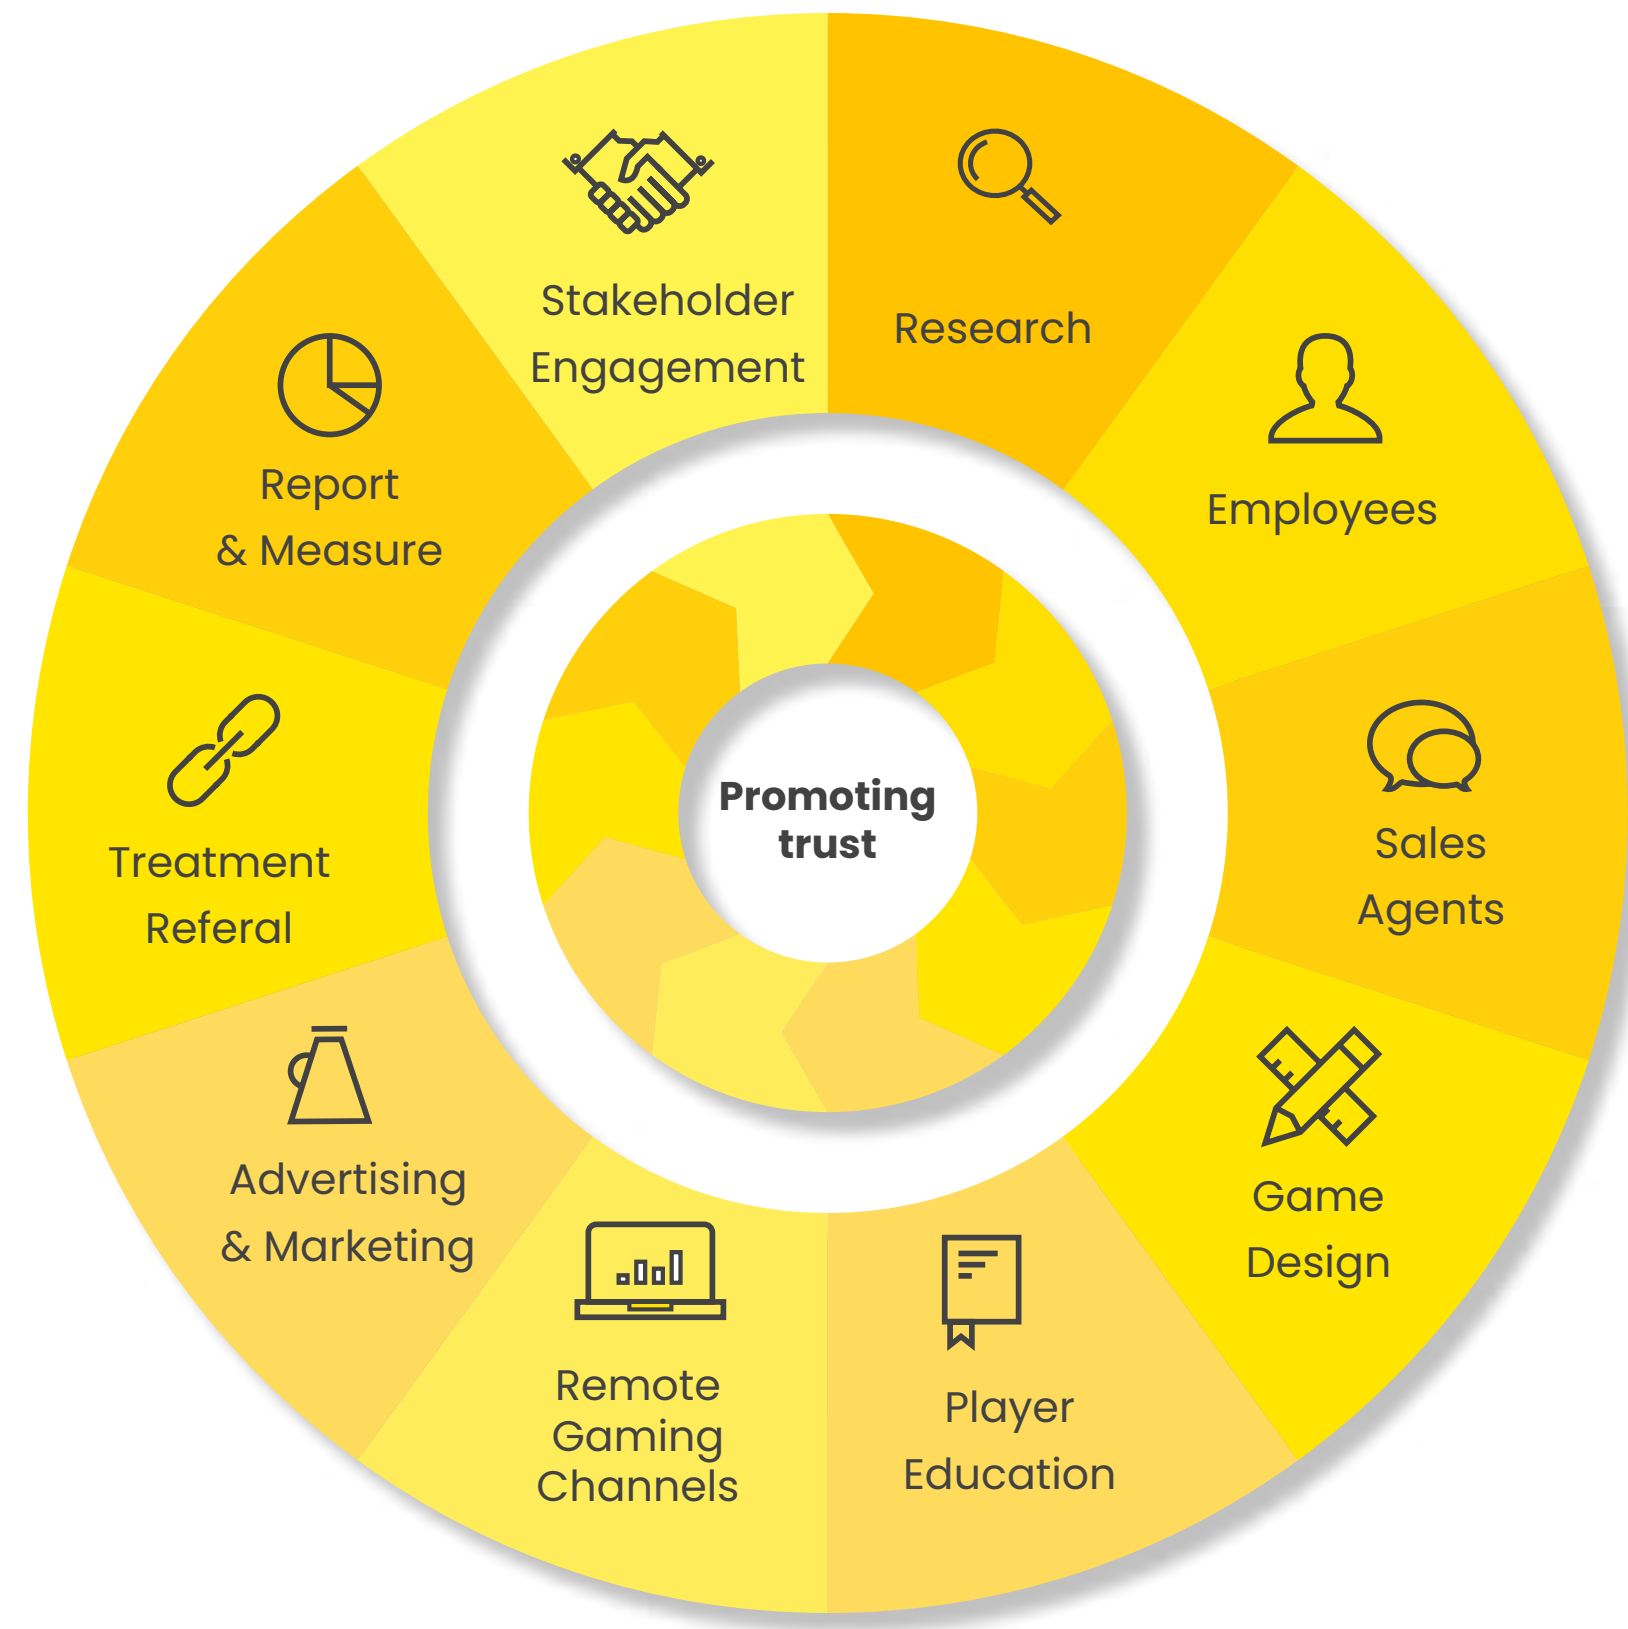 Stakeholder
Engagement
Research
Employees
Sales
Agents
Game
Design
Player
Education
Remote
Gaming
Channels
Advertising
& Marketing
Treatment
Referal
Report
& Measure
Promoting
trust